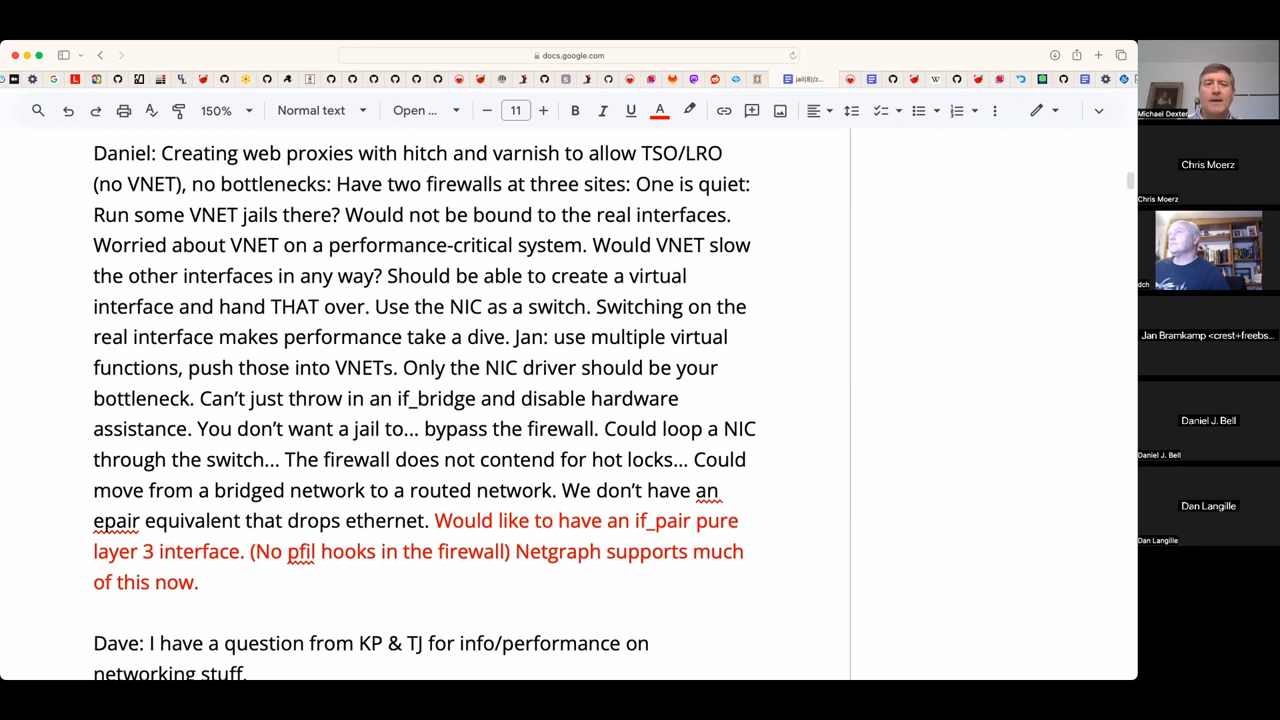 docs.google.com
jail(8)/z...
150%
Normal text
Open ...
11
Daniel: Creating web proxies with hitch and varnish to allow TSO/LRO
(no VNET), no bottlenecks: Have two firewalls at three sites: One is quiet:
Run some VNET jails there? Would not be bound to the real interfaces.
Worried about VNET on a performance-critical system. Would VNET slow
the other interfaces in any way? Should be able to create a virtual
interface and hand THAT over. Use the NIC as a switch. Switching on the
real interface makes performance take a dive. Jan: use multiple virtual
functions, push those into VNETs. Only the NIC driver should be your
bottleneck. Can’t just throw in an if_bridge and disable hardware
assistance. You don’t want a jail to... bypass the firewall. Could loop a NIC
through the switch... The firewall does not contend for hot locks... Could
move from a bridged network to a routed network. We don’t have an
epair equivalent that drops ethernet. Would like to have an if_pair pure
layer 3 interface. (No pfil hooks in the firewall) Netgraph supports much
of this now.
Dave: I have a question from KP & TJ for info/performance on
networking stuff.
Michael Dexter
Chris Moerz
Chris Moerz
dch
Jan Bramkamp <crest+freebs...
Daniel J. Bell
Daniel J. Bell
Dan Langille
Dan Langille